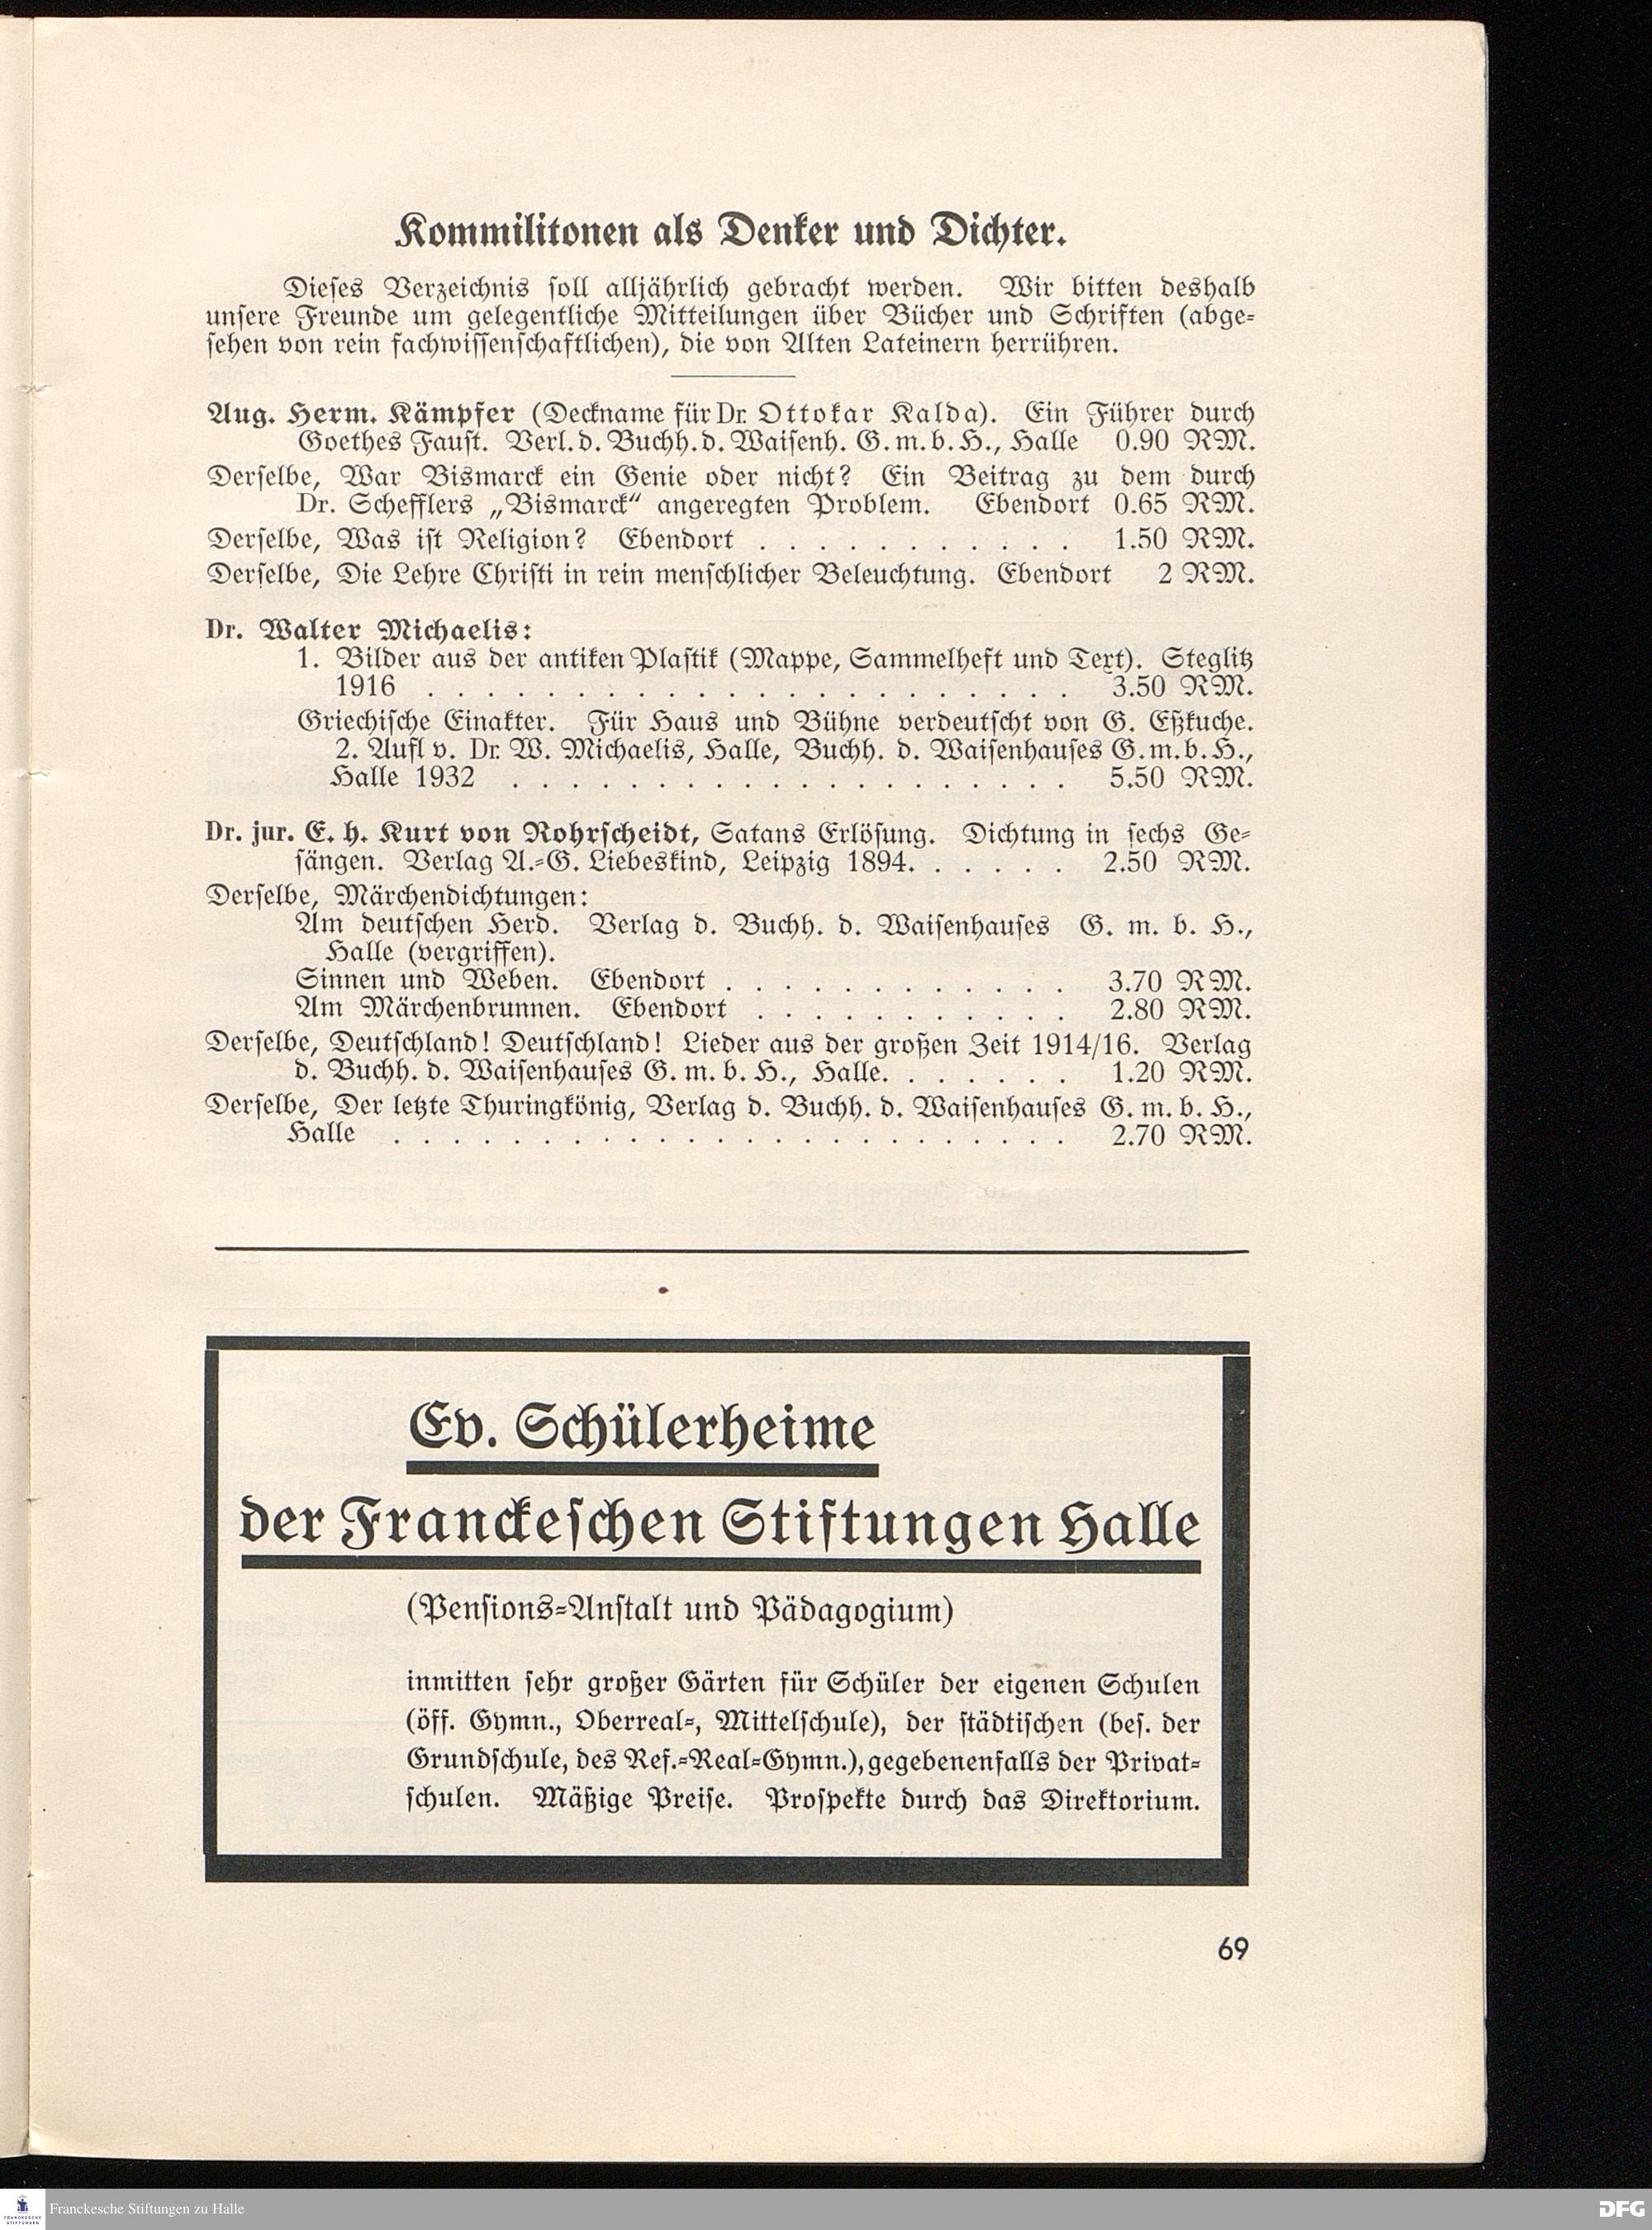 Kommilitonen als Denker und Dichter.
Dieses Verzeichnis soll alljährlich gebracht werden. Wir bitten deshalb
unsere Freunde um gelegentliche Mitteilungen über Bücher und Schriften (abge-
sehen von rein fachwissenschaftlichen), die von Alten Lateinern herrühren.
Aug. Herm. Kämpfer (Deckname für Dr. Ottokar Kalda). Ein Führer durch
Goethes Faust. Verl. d. Buchh. d. Waisenh. G. m. b. H., Halle 0.90 RM.
Derselbe, War Bismarck ein Genie oder nicht? Ein Beitrag zu dem durch
Dr. Schefflers „Bismarck“ angeregten Problem. Ebendort 0.65 RM.
Derselbe, Was ist Religion? Ebendort . . . . . . . . . . . 1.50 RM.
Derselbe, Die Lehre Christi in rein menschlicher Beleuchtung. Ebendort 2 RM.
Dr. Walter Michaelis:
1. Bilder aus der antiken Plastik (Mappe, Sammelheft und Text). Steglitz
1916 . . . . . . . . . . . . . . . . . . . . . . 3.50 RM.
Griechische Einakter. Für Haus und Bühne verdeutscht von G. Eßkuche.
2. Aufl v. Dr. W. Michaelis, Halle, Buchh. d. Waisenhauses G. m. b. H.,
Halle 1932 . . . . . . . . . . . . . . . . . . . 5.50 RM.
Dr. jur. E. h. Kurt von Rohrscheidt, Satans Erlösung. Dichtung in sechs Ge-
sängen. Verlag A.-G. Liebeskind, Leipzig 1894. . . . . . 2.50 RM.
Derselbe, Märchendichtungen:
Am deutschen Herd. Verlag d. Buchh. d. Waisenhauses G. m. b. H.,
Halle (vergriffen).
Sinnen und Weben. Ebendort . . . . . . . . . . . . 3.70 RM.
Am Märchenbrunnen. Ebendort . . . . . . . . . . . 2.80 RM.
Derselbe, Deutschland! Deutschland! Lieder aus der großen Zeit 1914/16. Verlag
d. Buchh. d. Waisenhauses G. m. b. H., Halle. . . . . . . 1.20 RM.
Derselbe, Der letzte Thuringkönig, Verlag d. Buchh. d. Waisenhauses G. m. b. H.,
Halle . . . . . . . . . . . . . . . . . . . . . . . 2.70 RM.
Ev. Schülerheime
der Franckeschen Stiftungen Halle
(Pensions-Anstalt und Pädagogium)
inmitten sehr großer Gärten für Schüler der eigenen Schulen
(öff. Gymn., Oberreal-, Mittelschule), der städtischen (bes. der
Grundschule, des Ref.-Real-Gymn.), gegebenenfalls der Privat-
schulen. Mäßige Preise. Prospekte durch das Direktorium.
69
FRANCKESCHE
STIFTUNGEN
Franckesche Stiftungen zu Halle
DFG